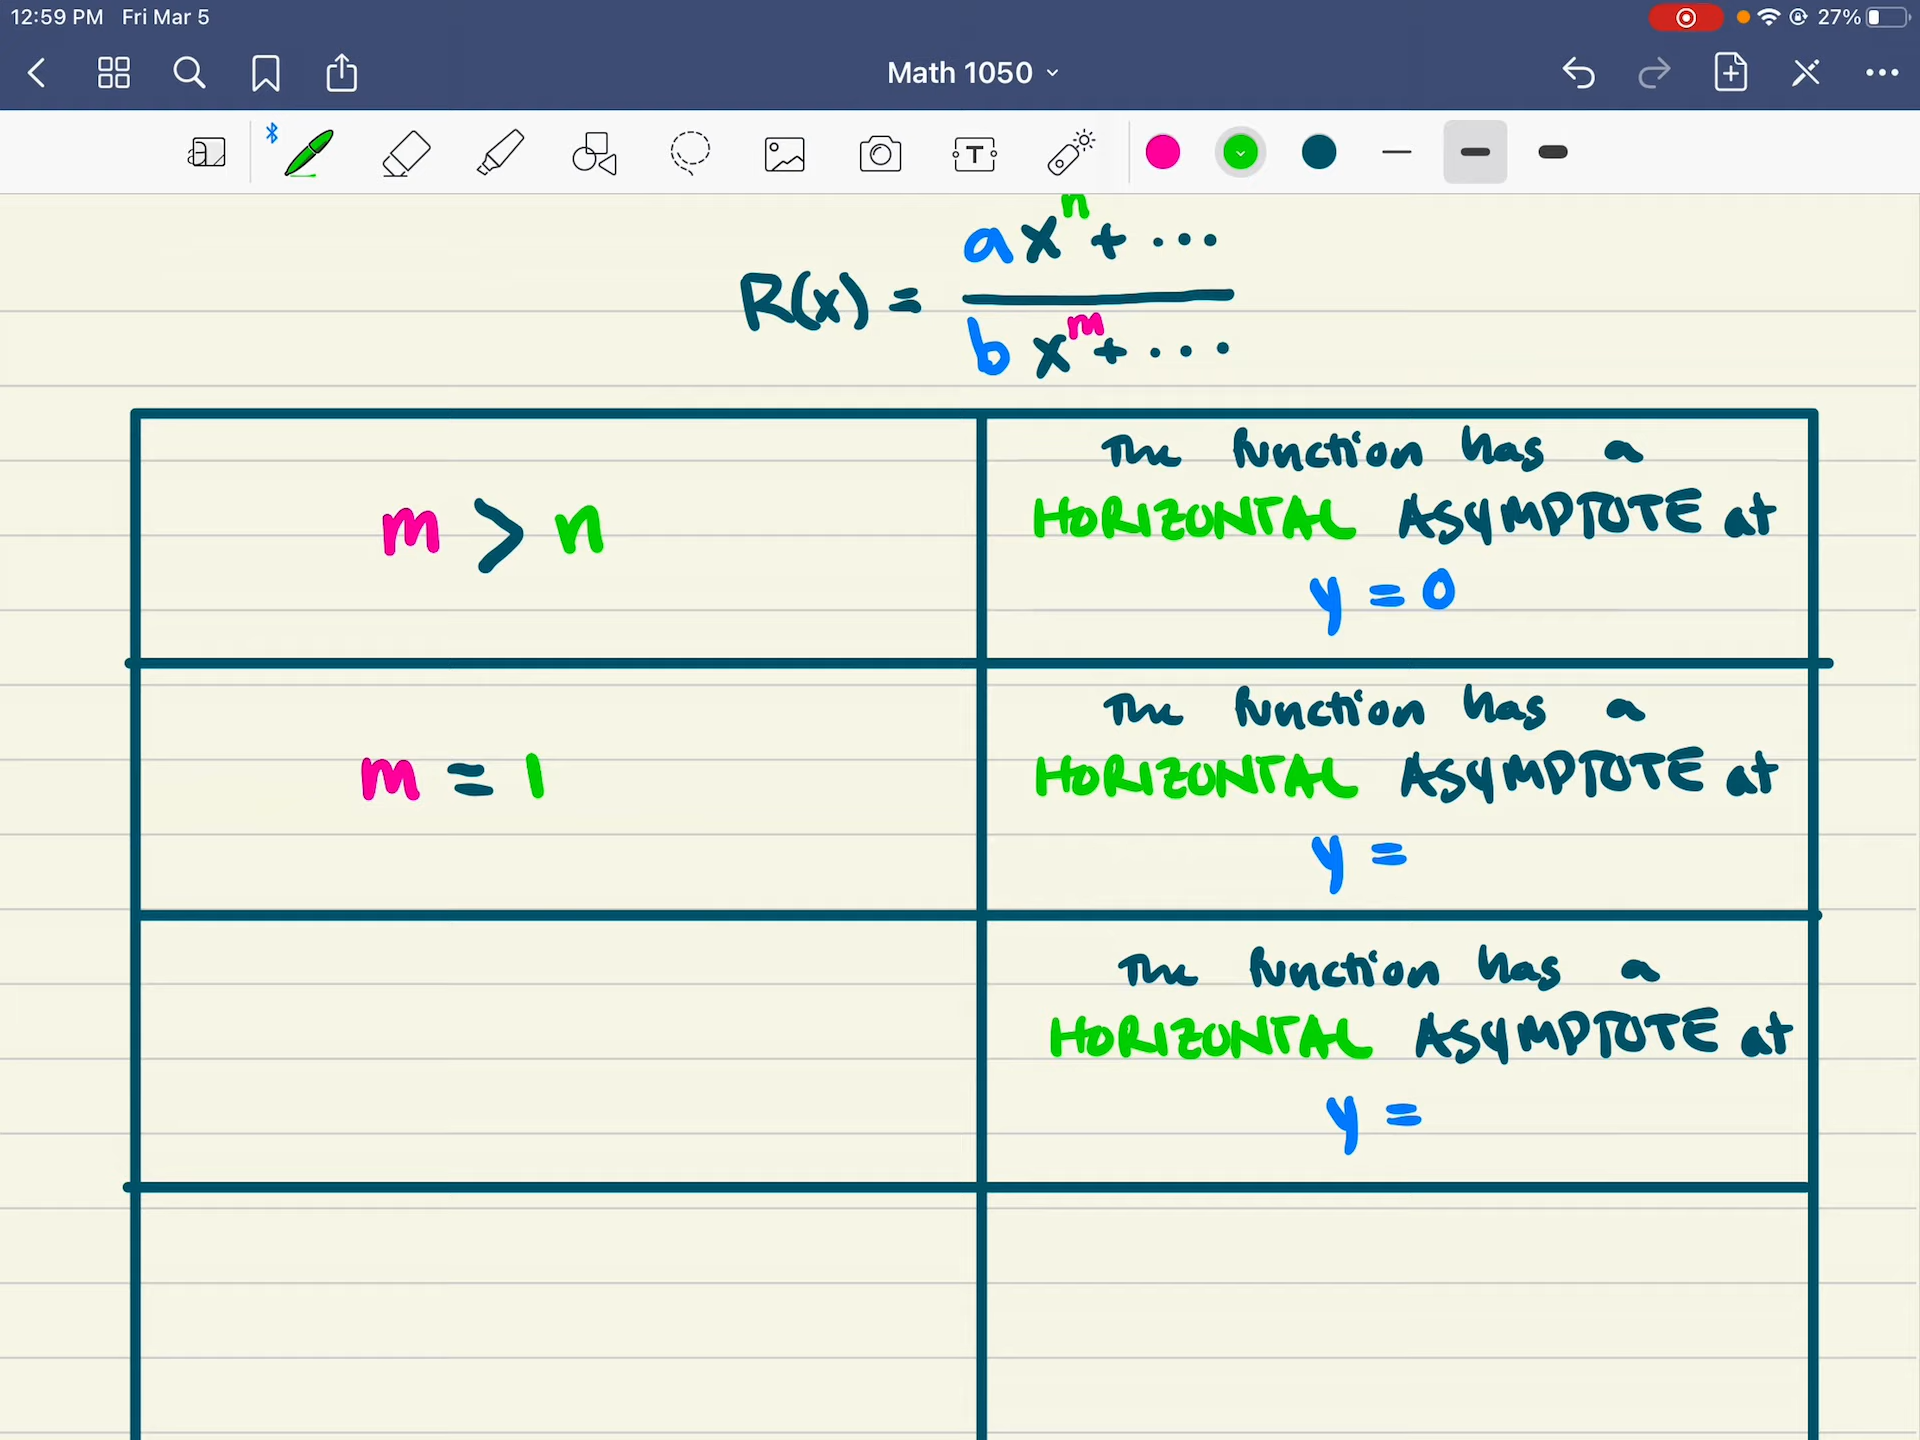 12:59 PM Fri Mar 5
27%
Math 1050
T
R(x) = ax^n + ...
bx^m + ...
m > n
The function has a
HORIZONTAL ASYMPTOTE at
y = 0
m = 1
The function has a
HORIZONTAL ASYMPTOTE at
y =
The function has a
HORIZONTAL ASYMPTOTE at
y =